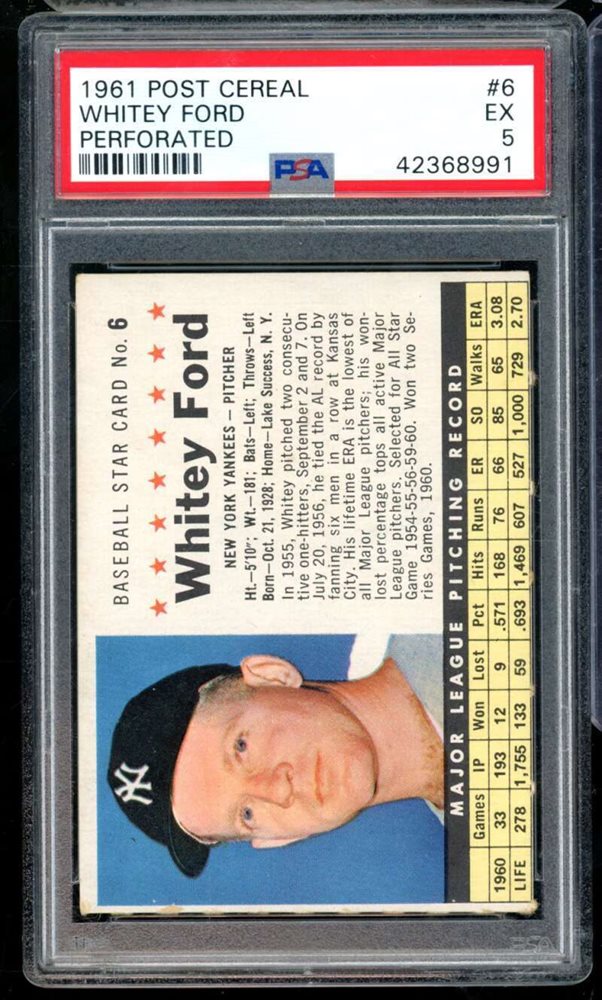 1961 POST CEREAL #6
WHITEY FORD EX
PERFORATED 5
PSA 42368991
BASEBALL STAR CARD No. 6
Whitey Ford
NEW YORK YANKEES — PITCHER
Ht.—5'10"; Wt.—181; Bats—Left; Throws—Left
Born—Oct. 21, 1928; Home—Lake Success, N. Y.
In 1955, Whitey pitched two consecu-
tive one-hitters, September 2 and 7. On
July 20, 1956, he tied the AL record by
fanning six men in a row at Kansas
City. His lifetime ERA is the lowest of
all Major League pitchers; his won-
lost percentage tops all active Major
League pitchers. Selected for All Star
Game 1954-55-56-59-60. Won two Se-
ries Games, 1960.
NY
MAJOR LEAGUE PITCHING RECORD
Games IP Won Lost Pct Hits Runs ER SO Walks ERA
1960 33 193 12 9 .571 168 76 66 85 65 3.08
LIFE 278 1,755 133 59 .693 1,469 607 527 1,000 729 2.70
PSA